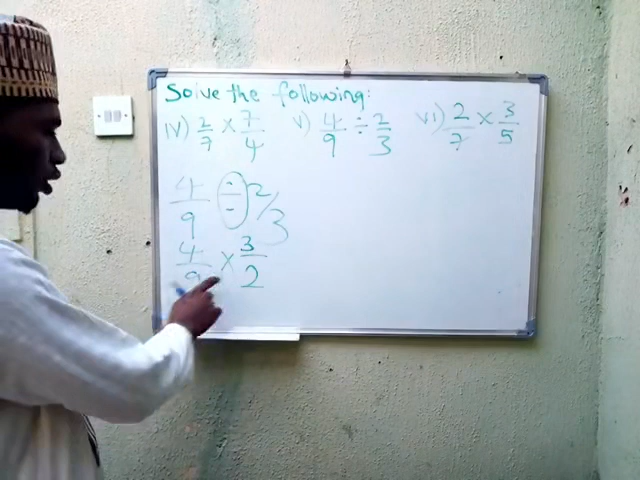 Solve the following:
iv) 2/7 × 7/4 v) 4/9 ÷ 2/3 vi) 2/7 × 3/5
4/9 ÷ 2/3
4/9 × 3/2